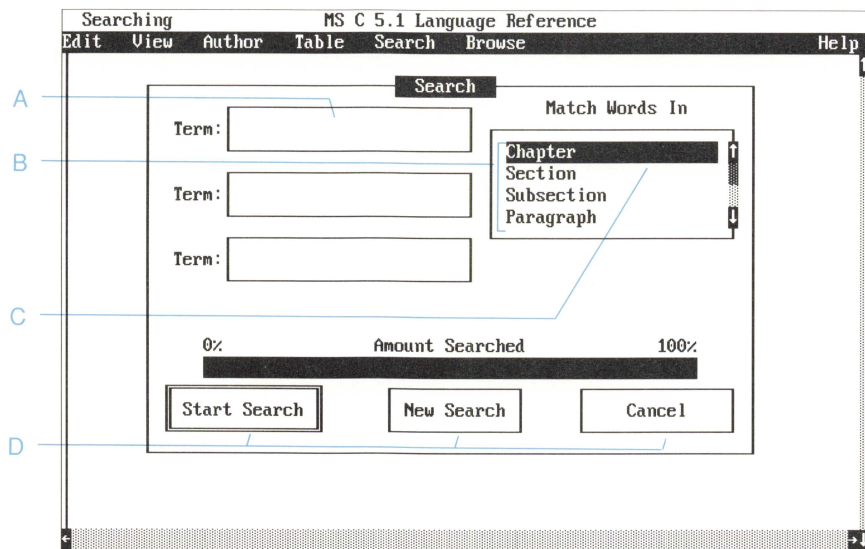 Searching MS C 5.1 Language Reference
Edit View Author Table Search Browse Help
Search
A
Match Words In
Term:
B
Chapter
Section
Subsection
Paragraph
Term:
Term:
C
0% Amount Searched 100%
Start Search New Search Cancel
D